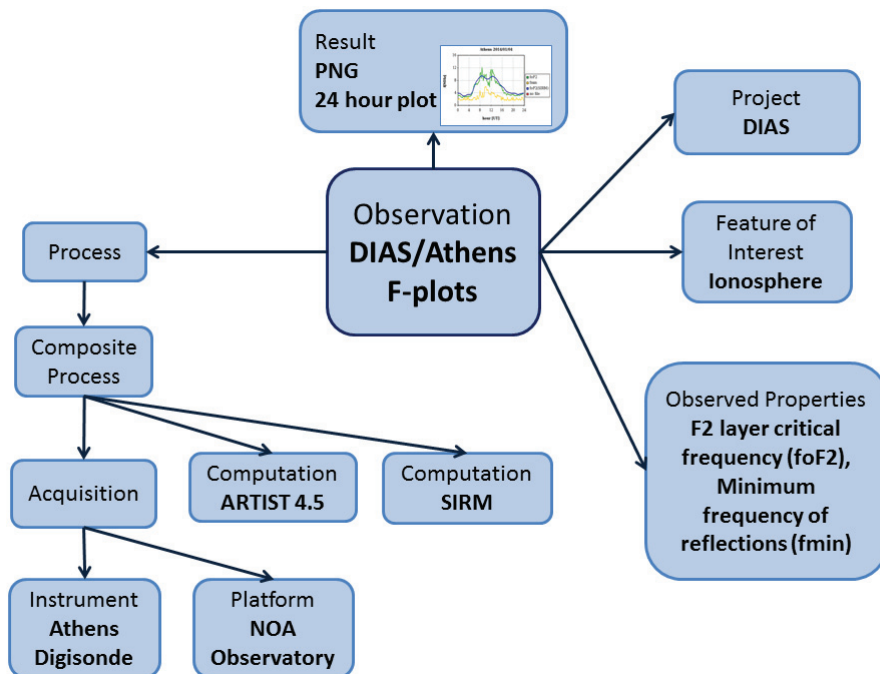 Result
PNG
24 hour plot
Project
DIAS
Observation
DIAS/Athens
F-plots
Feature of
Interest
Ionosphere
Process
Composite
Process
Observed Properties
F2 layer critical
frequency (foF2),
Minimum
frequency of
reflections (fmin)
Acquisition
Computation
ARTIST 4.5
Computation
SIRM
Instrument
Athens
Digisonde
Platform
NOA
Observatory